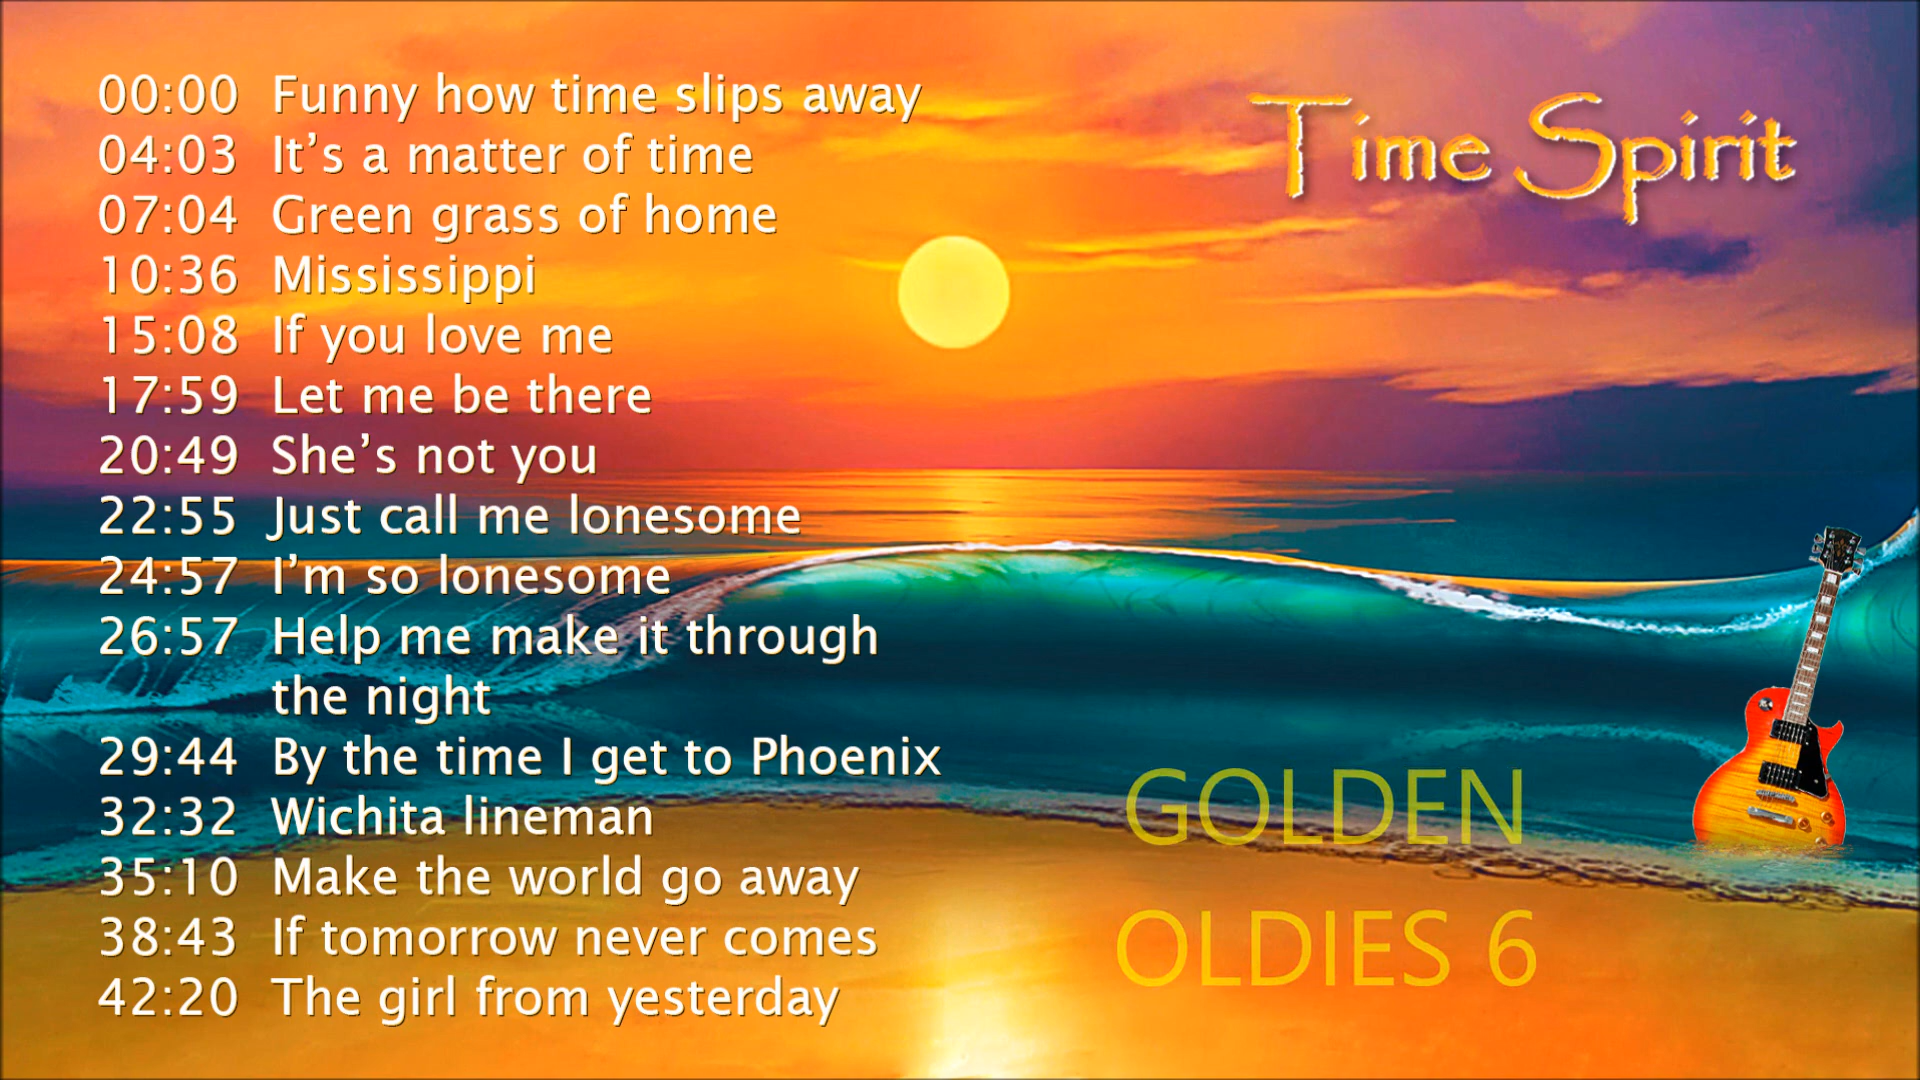 00:00 Funny how time slips away
04:03 It’s a matter of time
07:04 Green grass of home
10:36 Mississippi
15:08 If you love me
17:59 Let me be there
20:49 She’s not you
22:55 Just call me lonesome
24:57 I’m so lonesome
26:57 Help me make it through
the night
29:44 By the time I get to Phoenix
32:32 Wichita lineman
35:10 Make the world go away
38:43 If tomorrow never comes
42:20 The girl from yesterday
Time Spirit
GOLDEN
OLDIES 6